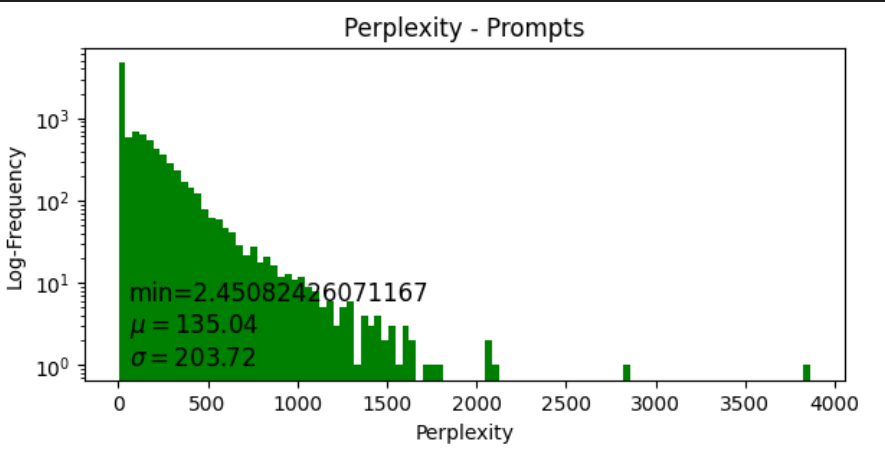 Perplexity - Prompts
10³
10²
10¹
10⁰
Log-Frequency
min=2.45082426071167
μ = 135.04
σ = 203.72
0 500 1000 1500 2000 2500 3000 3500 4000
Perplexity